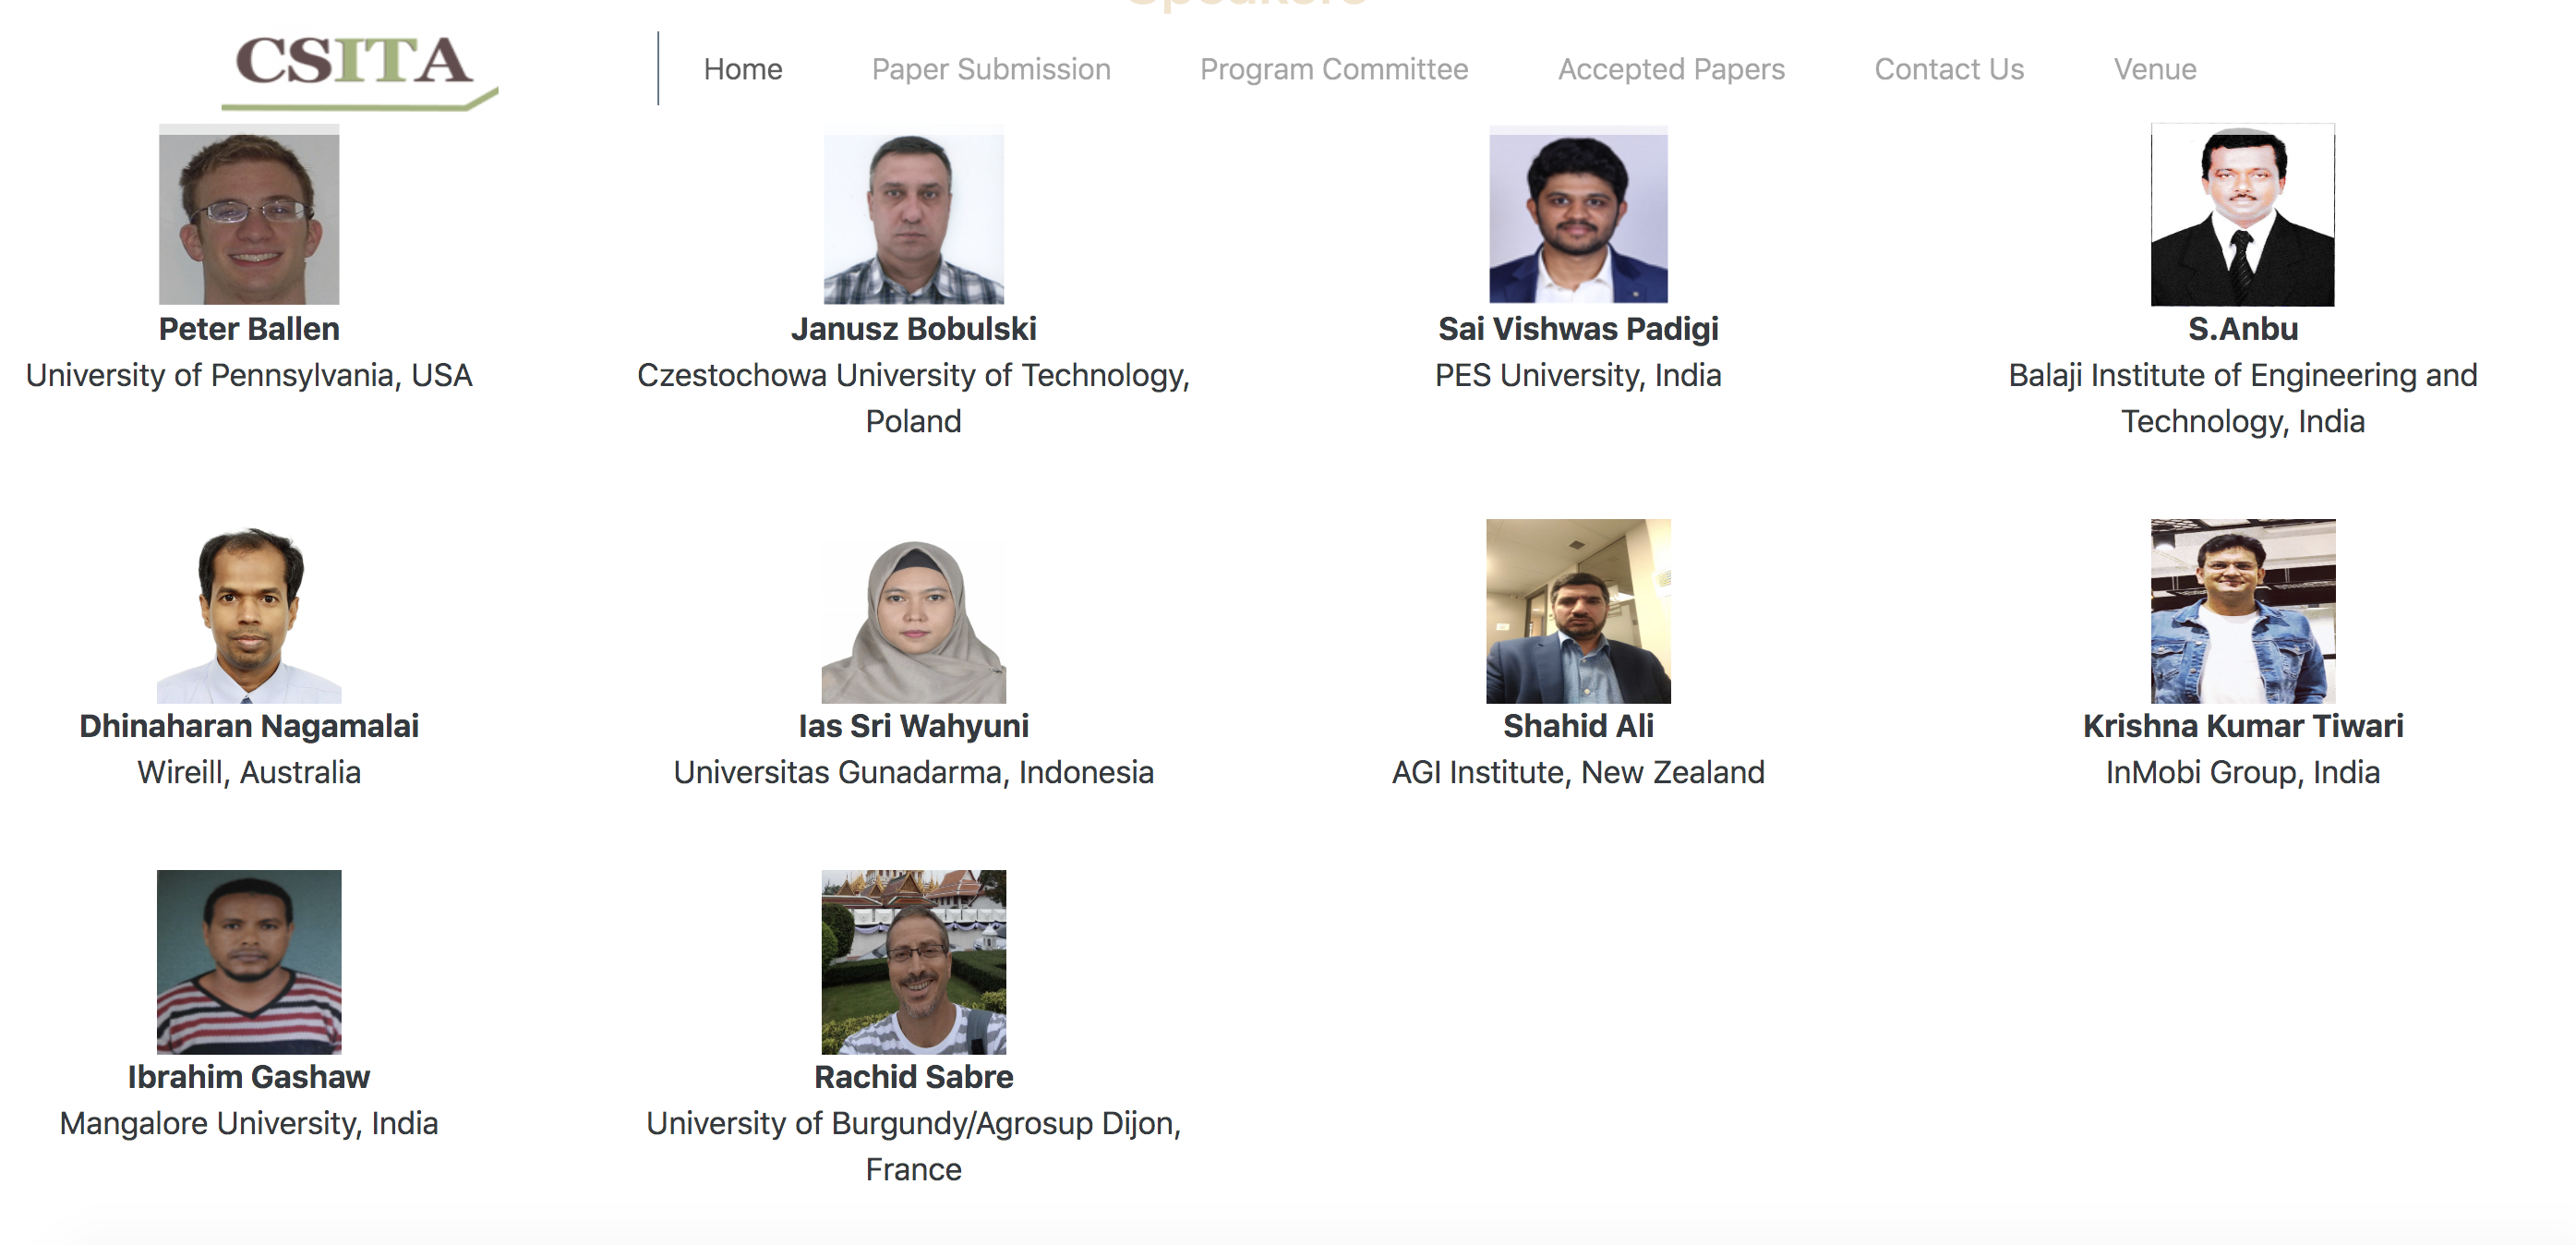 Speakers
CSITA
Home
Paper Submission
Program Committee
Accepted Papers
Contact Us
Venue
Peter Ballen
University of Pennsylvania, USA
Janusz Bobulski
Czestochowa University of Technology,
Poland
Sai Vishwas Padigi
PES University, India
S.Anbu
Balaji Institute of Engineering and
Technology, India
Dhinaharan Nagamalai
Wireill, Australia
Ias Sri Wahyuni
Universitas Gunadarma, Indonesia
Shahid Ali
AGI Institute, New Zealand
Krishna Kumar Tiwari
InMobi Group, India
Ibrahim Gashaw
Mangalore University, India
Rachid Sabre
University of Burgundy/Agrosup Dijon,
France